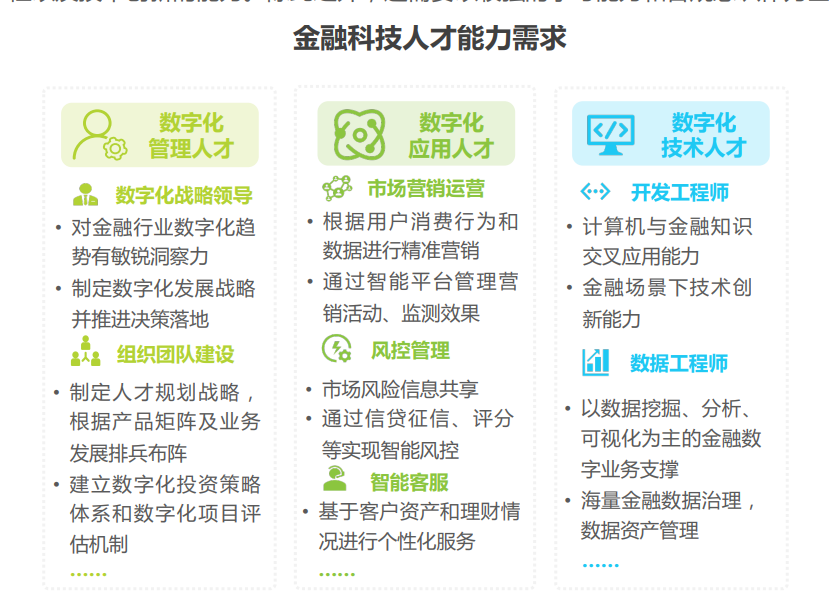 金融科技人才能力需求
数字化
管理人才
数字化战略领导
• 对金融行业数字化趋
势有敏锐洞察力
• 制定数字化发展战略
并推进决策落地
组织团队建设
• 制定人才规划战略，
根据产品矩阵及业务
发展排兵布阵
• 建立数字化投资策略
体系和数字化项目评
估机制
……
数字化
应用人才
市场营销运营
• 根据用户消费行为和
数据进行精准营销
• 通过智能平台管理营
销活动、监测效果
风控管理
• 市场风险信息共享
• 通过信贷征信、评分
等实现智能风控
智能客服
• 基于客户资产和理财情
况进行个性化服务
……
数字化
技术人才
开发工程师
• 计算机与金融知识
交叉应用能力
• 金融场景下技术创
新能力
数据工程师
• 以数据挖掘、分析、
可视化为主的金融数
字业务支撑
• 海量金融数据治理，
数据资产管理
……